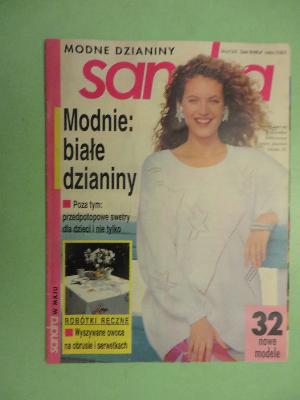 MODNE DZIANINY
sandra
Modnie:
białe
dzianiny
Poza tym:
przedpotopowe swetry
dla dzieci i nie tylko
ROBÓTKI RĘCZNE
Wyszywane owoce
na obrusie i serwetkach
sandra W MAJU
32
nowe
modele